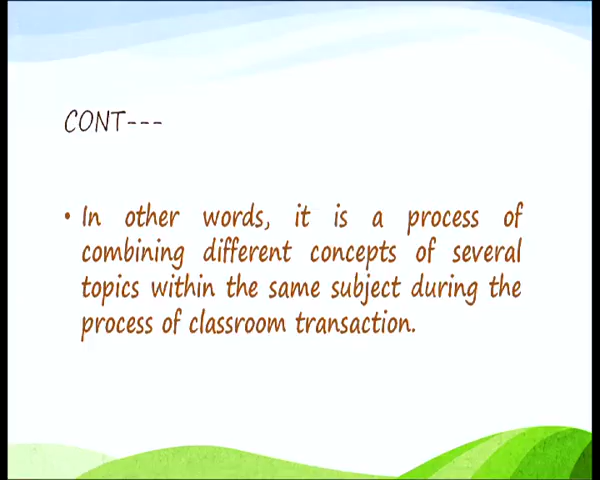 CONT---
• In other words, it is a process of
combining different concepts of several
topics within the same subject during the
process of classroom transaction.